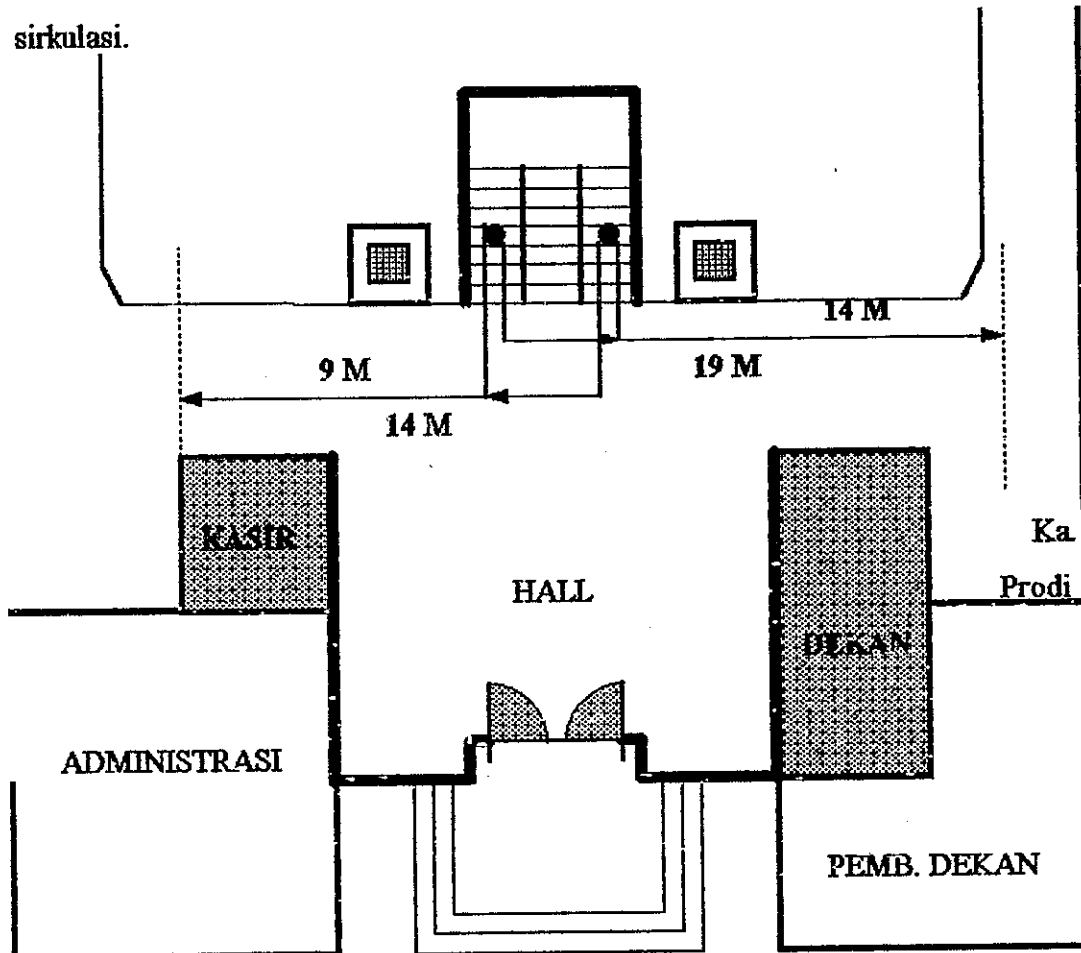 sirkulasi.
14 M
9 M
19 M
14 M
KASIR
Ka.
HALL
Prodi
DEKAN
ADMINISTRASI
PEMB. DEKAN